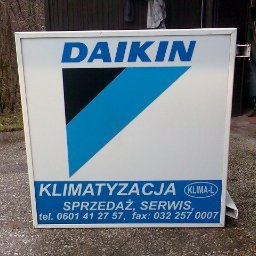 DAIKIN
KLIMATYZACJA KLIMA-L
SPRZEDAŻ, SERWIS,
tel. 0601 41 27 57, fax: 032 257 0007